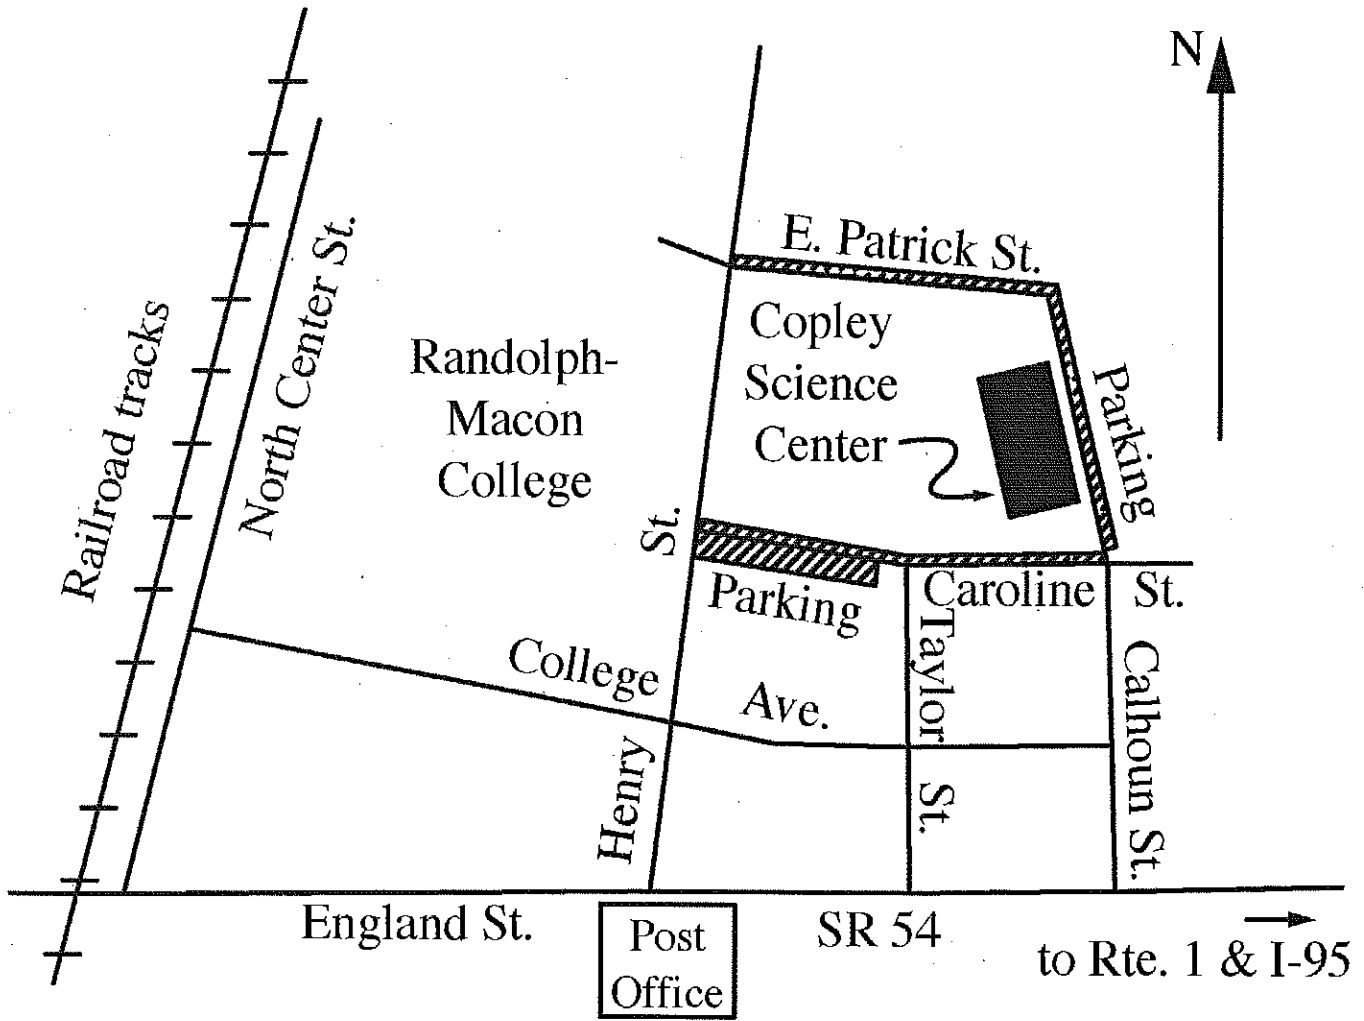 N
E. Patrick St.
Copley
Science
Center
Randolph-
Macon
College
North Center St.
Railroad tracks
Parking
St.
Parking
Caroline
St.
College
Ave.
Taylor
St.
Calhoun St.
Henry
England St.
SR 54
Post
Office
to Rte. 1 & I-95